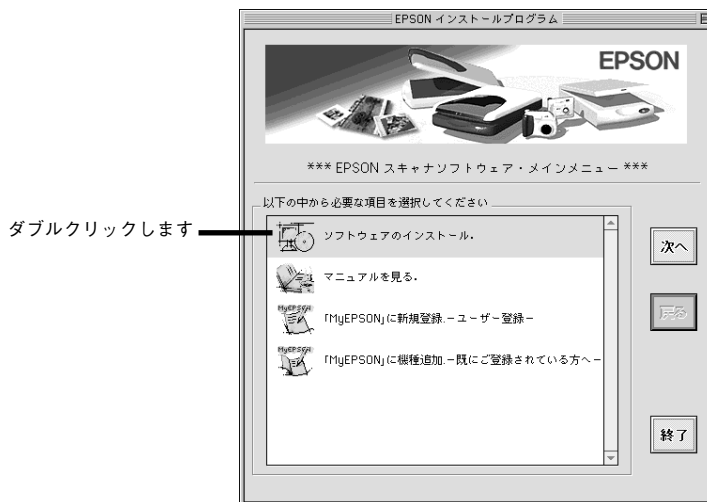 EPSON インストールプログラム
EPSON
*** EPSON スキャナソフトウェア・メインメニュー ***
以下の中から必要な項目を選択してください
ダブルクリックします
ソフトウェアのインストール.
マニュアルを見る.
MyEPSON
「MyEPSON」に新規登録.－ユーザー登録－
MyEPSON
「MyEPSON」に機種追加.－既にご登録されている方へ－
次へ
戻る
終了